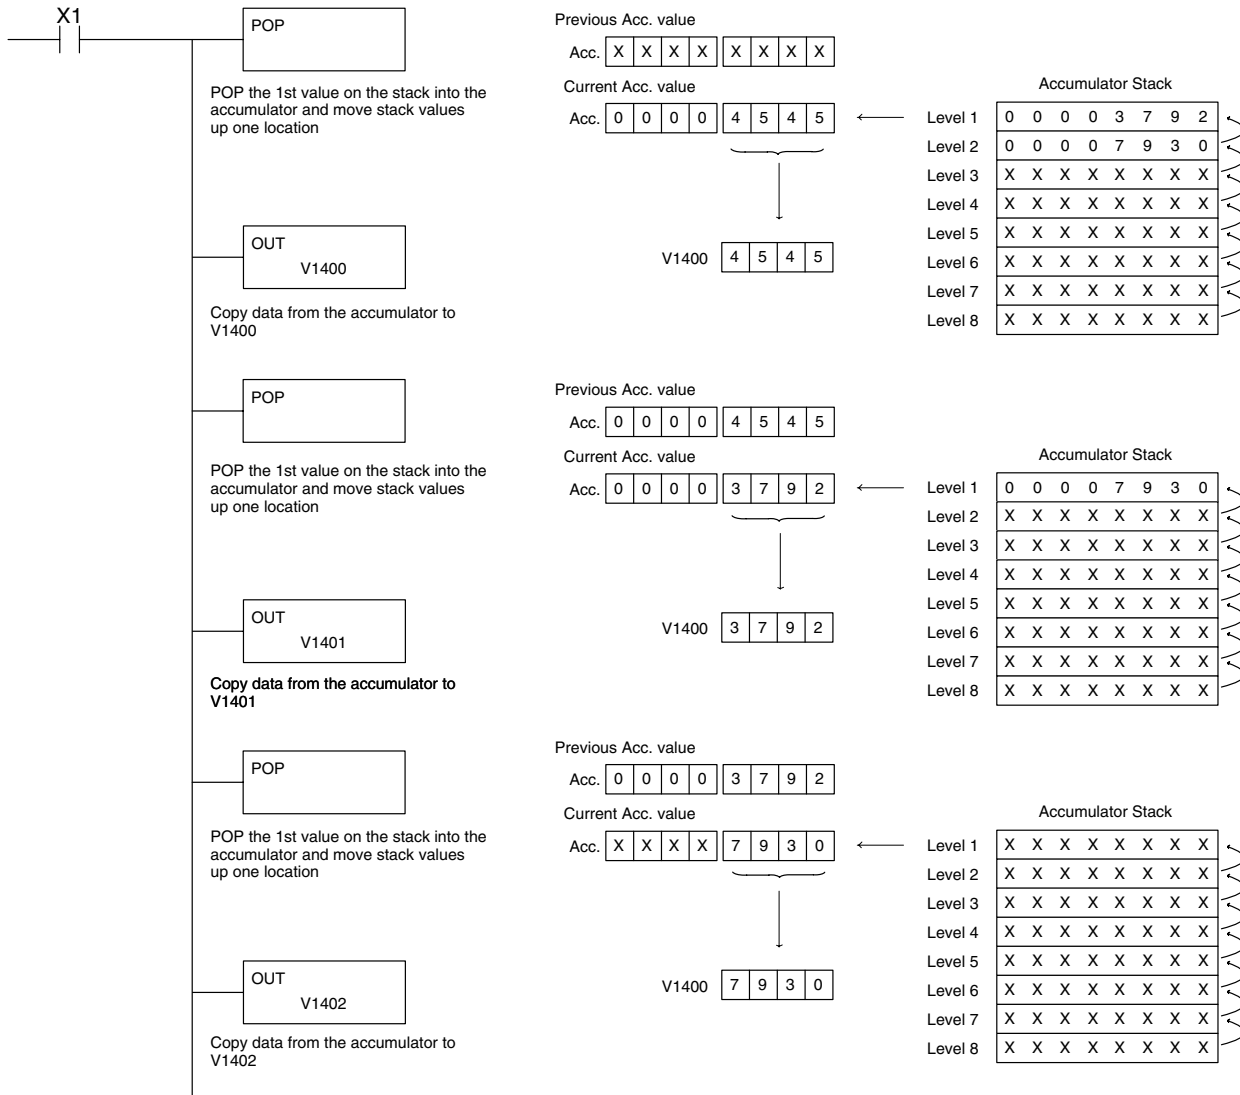 X1
POP
POP the 1st value on the stack into the
accumulator and move stack values
up one location
OUT
V1400
Copy data from the accumulator to
V1400
Previous Acc. value
Acc. X X X X X X X X
Current Acc. value
Acc. 0 0 0 0 4 5 4 5
V1400 4 5 4 5
Accumulator Stack
Level 1 0 0 0 0 3 7 9 2
Level 2 0 0 0 0 7 9 3 0
Level 3 X X X X X X X X
Level 4 X X X X X X X X
Level 5 X X X X X X X X
Level 6 X X X X X X X X
Level 7 X X X X X X X X
Level 8 X X X X X X X X
POP
POP the 1st value on the stack into the
accumulator and move stack values
up one location
OUT
V1401
Copy data from the accumulator to
V1401
Previous Acc. value
Acc. 0 0 0 0 4 5 4 5
Current Acc. value
Acc. 0 0 0 0 3 7 9 2
V1400 3 7 9 2
Accumulator Stack
Level 1 0 0 0 0 7 9 3 0
Level 2 X X X X X X X X
Level 3 X X X X X X X X
Level 4 X X X X X X X X
Level 5 X X X X X X X X
Level 6 X X X X X X X X
Level 7 X X X X X X X X
Level 8 X X X X X X X X
POP
POP the 1st value on the stack into the
accumulator and move stack values
up one location
OUT
V1402
Copy data from the accumulator to
V1402
Previous Acc. value
Acc. 0 0 0 0 3 7 9 2
Current Acc. value
Acc. X X X X 7 9 3 0
V1400 7 9 3 0
Accumulator Stack
Level 1 X X X X X X X X
Level 2 X X X X X X X X
Level 3 X X X X X X X X
Level 4 X X X X X X X X
Level 5 X X X X X X X X
Level 6 X X X X X X X X
Level 7 X X X X X X X X
Level 8 X X X X X X X X